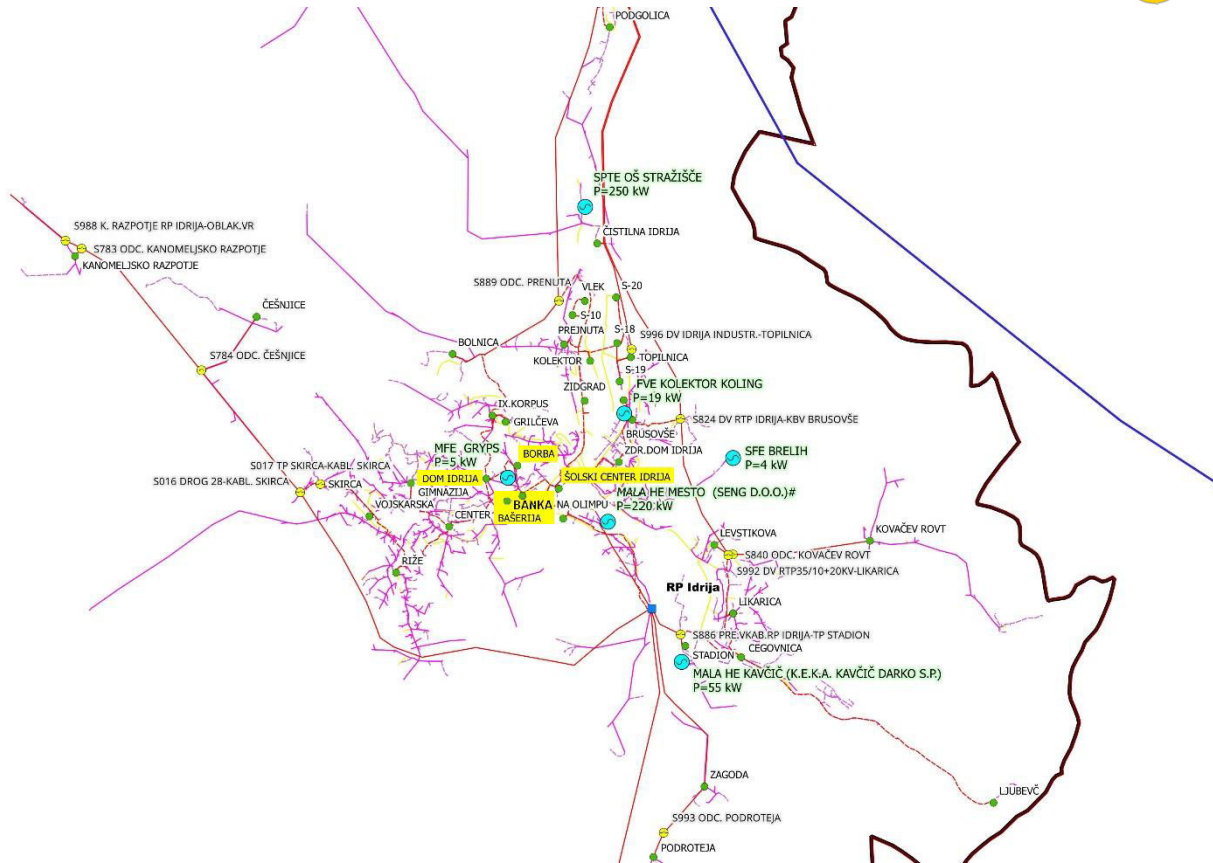 PODGOLICA
SPTE OŠ STRAŽIŠČE
P=250 kW
S988 K. RAZPOTJE RP IDRIJA-OBLAK.VR
S783 ODC. KANOMELJSKO RAZPOTJE
KANOMELJSKO RAZPOTJE
ČISTILNA IDRIJA
S889 ODC. PRENUTA
VLEK
S-20
ČEŠNJICE
S-10
PREJNUTA
S-18
S996 DV IDRIJA INDUSTR.-TOPILNICA
BOLNICA
KOLEKTOR
TOPILNICA
S784 ODC. ČEŠNJICE
S-19
FVE KOLEKTOR KOLING
P=19 kW
ZIDGRAD
IX.KORPUS
GRILČEVA
S824 DV RTP IDRIJA-KBV BRUSOVŠE
BRUSOVŠE
MFE GRYPS
P=5 kW
BORBA
ZDR.DOM IDRIJA
SFE BRELIH
P=4 kW
S017 TP SKIRCA-KABL. SKIRCA
S016 DROG 28-KABL. SKIRCA
SKIRCA
DOM IDRIJA
ŠOLSKI CENTER IDRIJA
GIMNAZIJA
MALA HE MESTO (SENG D.O.O.)#
P=220 kW
VOJSKARSKA
BANKA
NA OLIMPU
CENTER
BAŠERIJA
LEVSTIKOVA
KOVAČEV ROVT
S840 ODC. KOVAČEV ROVT
S992 DV RTP35/10+20KV-LIKARICA
RIŽE
RP Idrija
LIKARICA
S886 PRE.VKAB.RP IDRIJA-TP STADION
STADION
CEGOVNICA
MALA HE KAVČIČ (K.E.K.A. KAVČIČ DARKO S.P.)
P=55 kW
ZAGODA
LJUBEVČ
S993 ODC. PODROTEJA
PODROTEJA